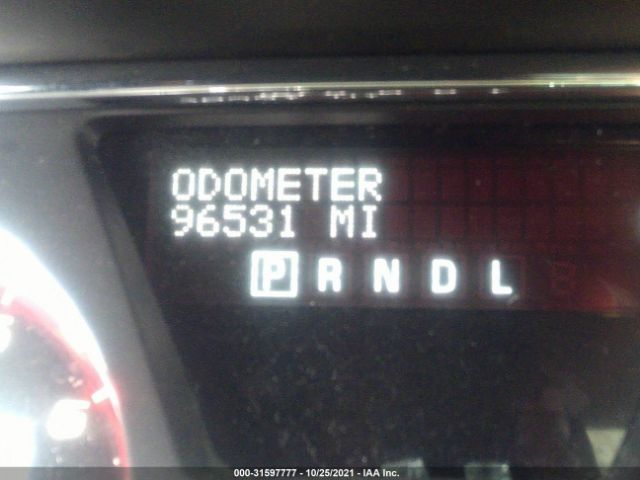 ODOMETER
96531 MI
P R N D L
000-31597777 - 10/25/2021 - IAA Inc.